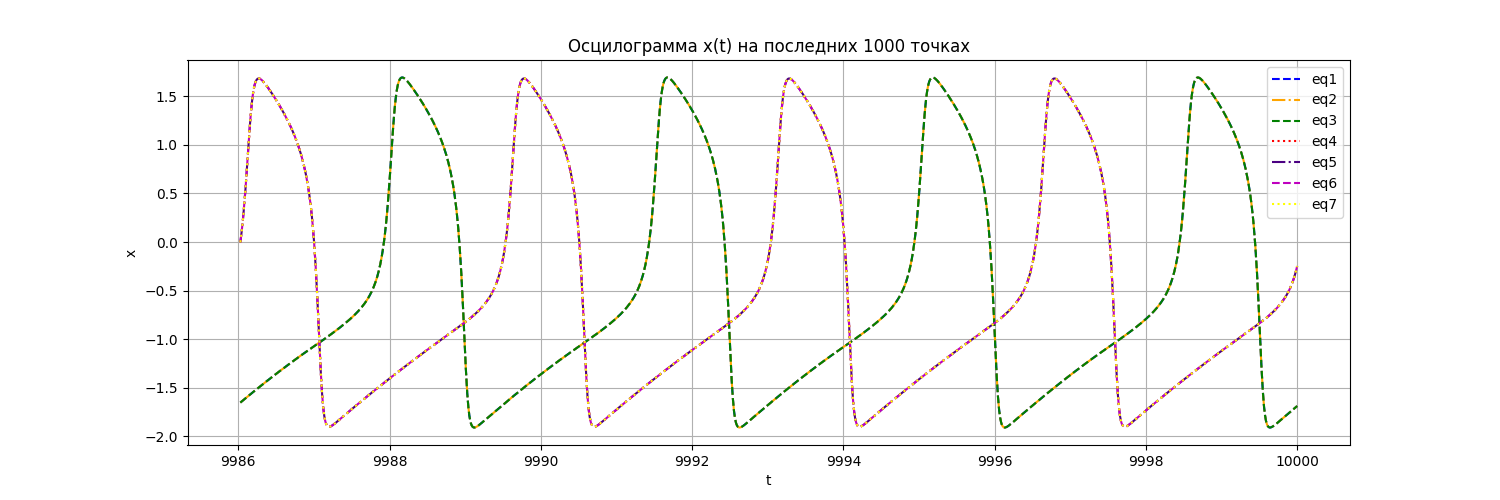 Осцилограмма x(t) на последних 1000 точках
1.5
1.0
0.5
0.0
−0.5
−1.0
−1.5
−2.0
x
eq1
eq2
eq3
eq4
eq5
eq6
eq7
9986 9988 9990 9992 9994 9996 9998 10000
t